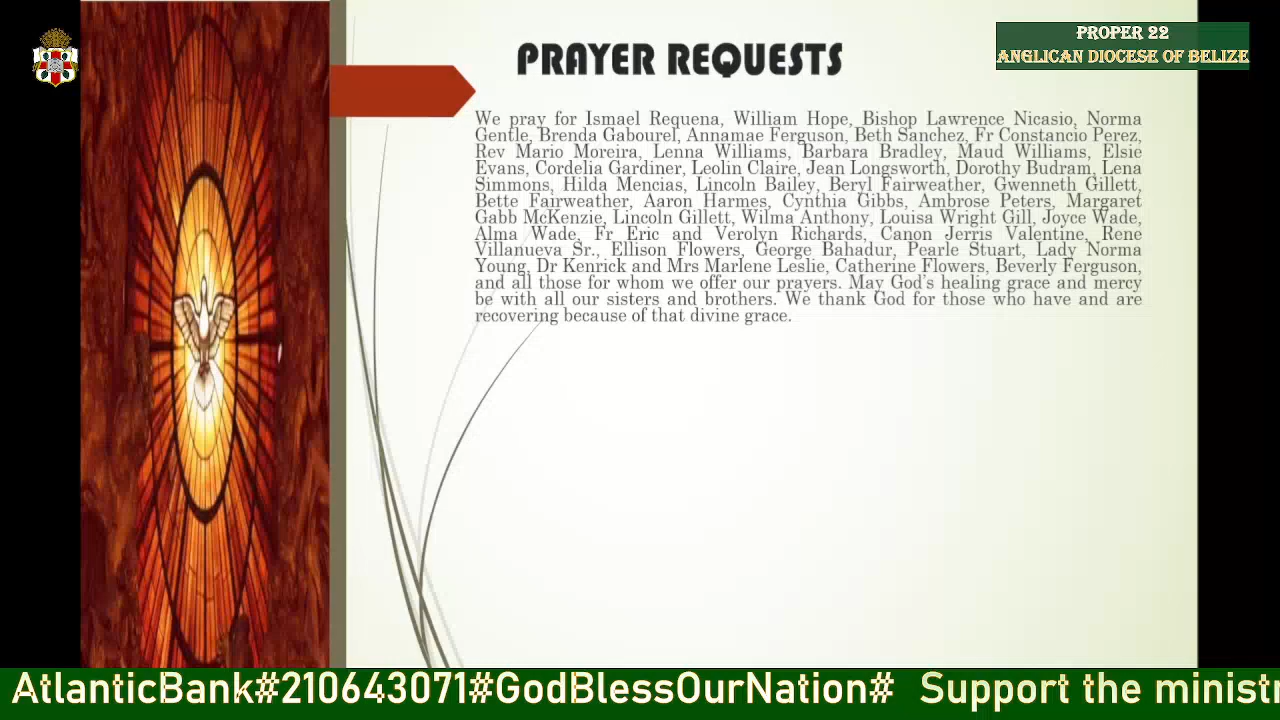 PROPER 22
ANGLICAN DIOCESE OF BELIZE
PRAYER REQUESTS
We pray for Ismael Requena, William Hope, Bishop Lawrence Nicasio, Norma
Gentle, Brenda Gabourel, Annamae Ferguson, Beth Sanchez, Fr Constancio Perez,
Rev Mario Moreira, Lenna Williams, Barbara Bradley, Maud Williams, Elsie
Evans, Cordelia Gardiner, Leolin Claire, Jean Longsworth, Dorothy Budram, Lena
Simmons, Hilda Mencias, Lincoln Bailey, Beryl Fairweather, Gwenneth Gillett,
Bette Fairweather, Aaron Harmes, Cynthia Gibbs, Ambrose Peters, Margaret
Gabb McKenzie, Lincoln Gillett, Wilma Anthony, Louisa Wright Gill, Joyce Wade,
Alma Wade, Fr Eric and Verolyn Richards, Canon Jerris Valentine, Rene
Villanueva Sr., Ellison Flowers, George Bahadur, Pearle Stuart, Lady Norma
Young, Dr Kenrick and Mrs Marlene Leslie, Catherine Flowers, Beverly Ferguson,
and all those for whom we offer our prayers. May God's healing grace and mercy
be with all our sisters and brothers. We thank God for those who have and are
recovering because of that divine grace.
AtlanticBank#210643071#GodBlessOurNation# Support the ministr